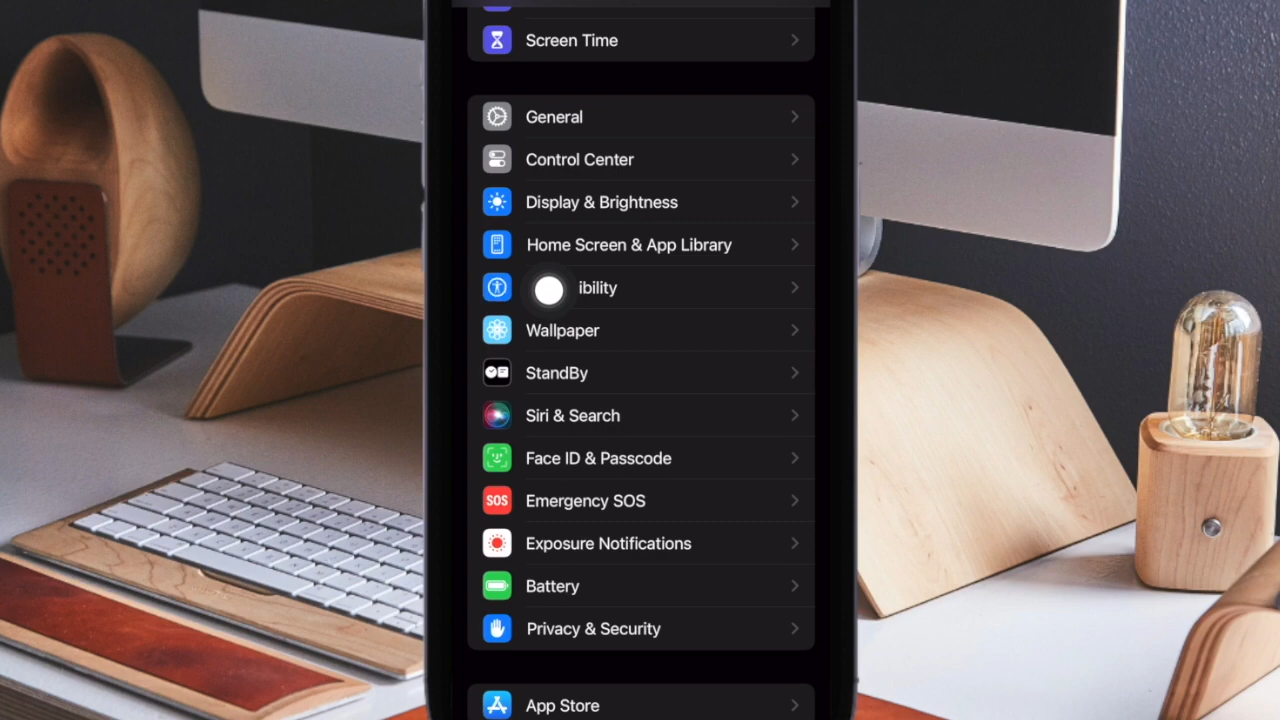 Screen Time
General
Control Center
Display & Brightness
Home Screen & App Library
ibility
Wallpaper
StandBy
Siri & Search
Face ID & Passcode
SOS Emergency SOS
Exposure Notifications
Battery
Privacy & Security
App Store